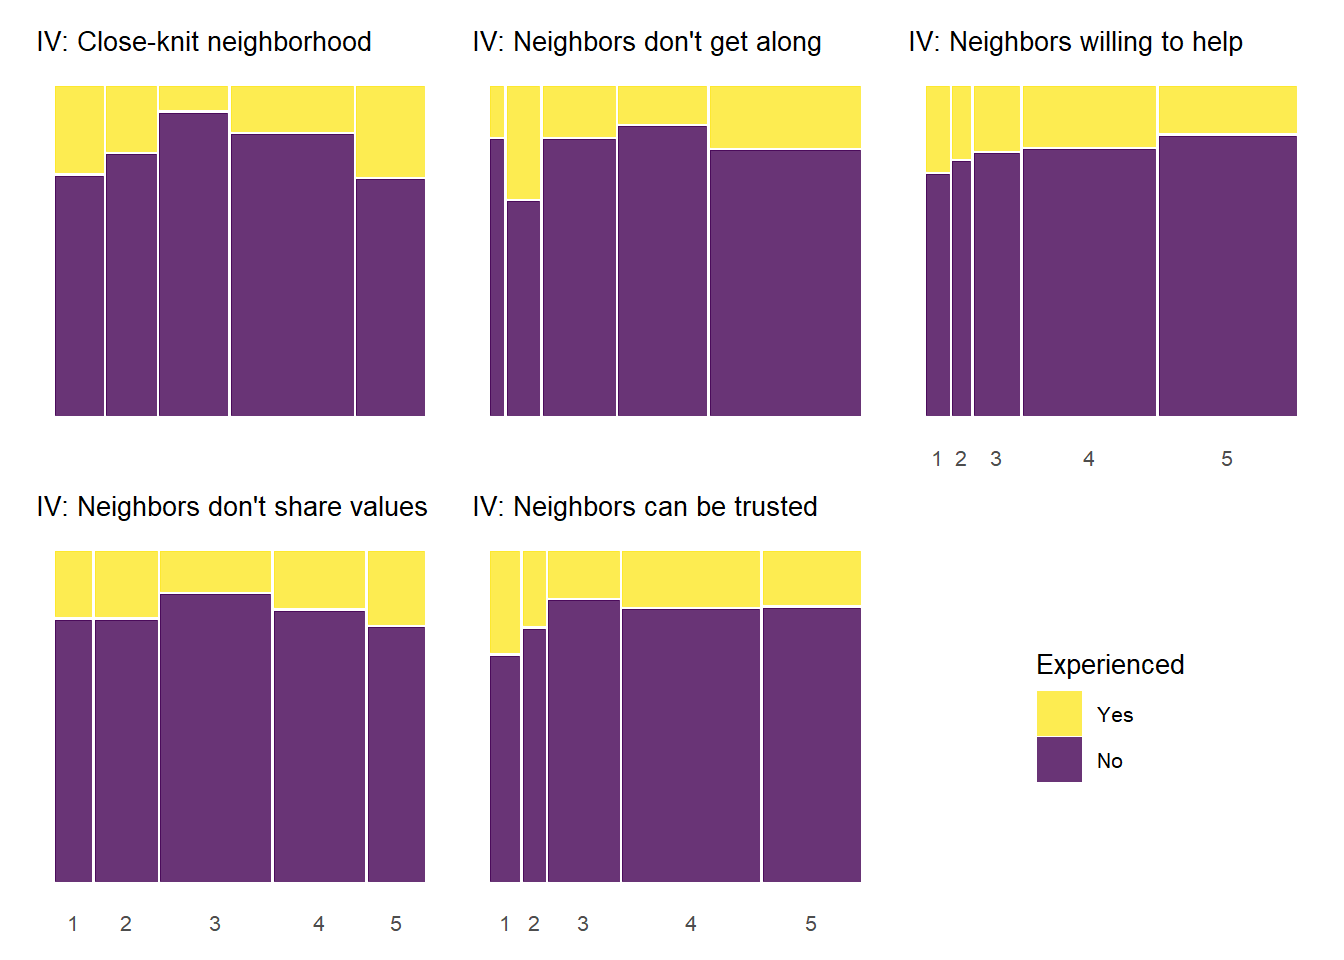 IV: Close-knit neighborhood
IV: Neighbors don't get along
IV: Neighbors willing to help
1 2 3 4 5
IV: Neighbors don't share values
IV: Neighbors can be trusted
Experienced
Yes
No
1 2 3 4 5
1 2 3 4 5